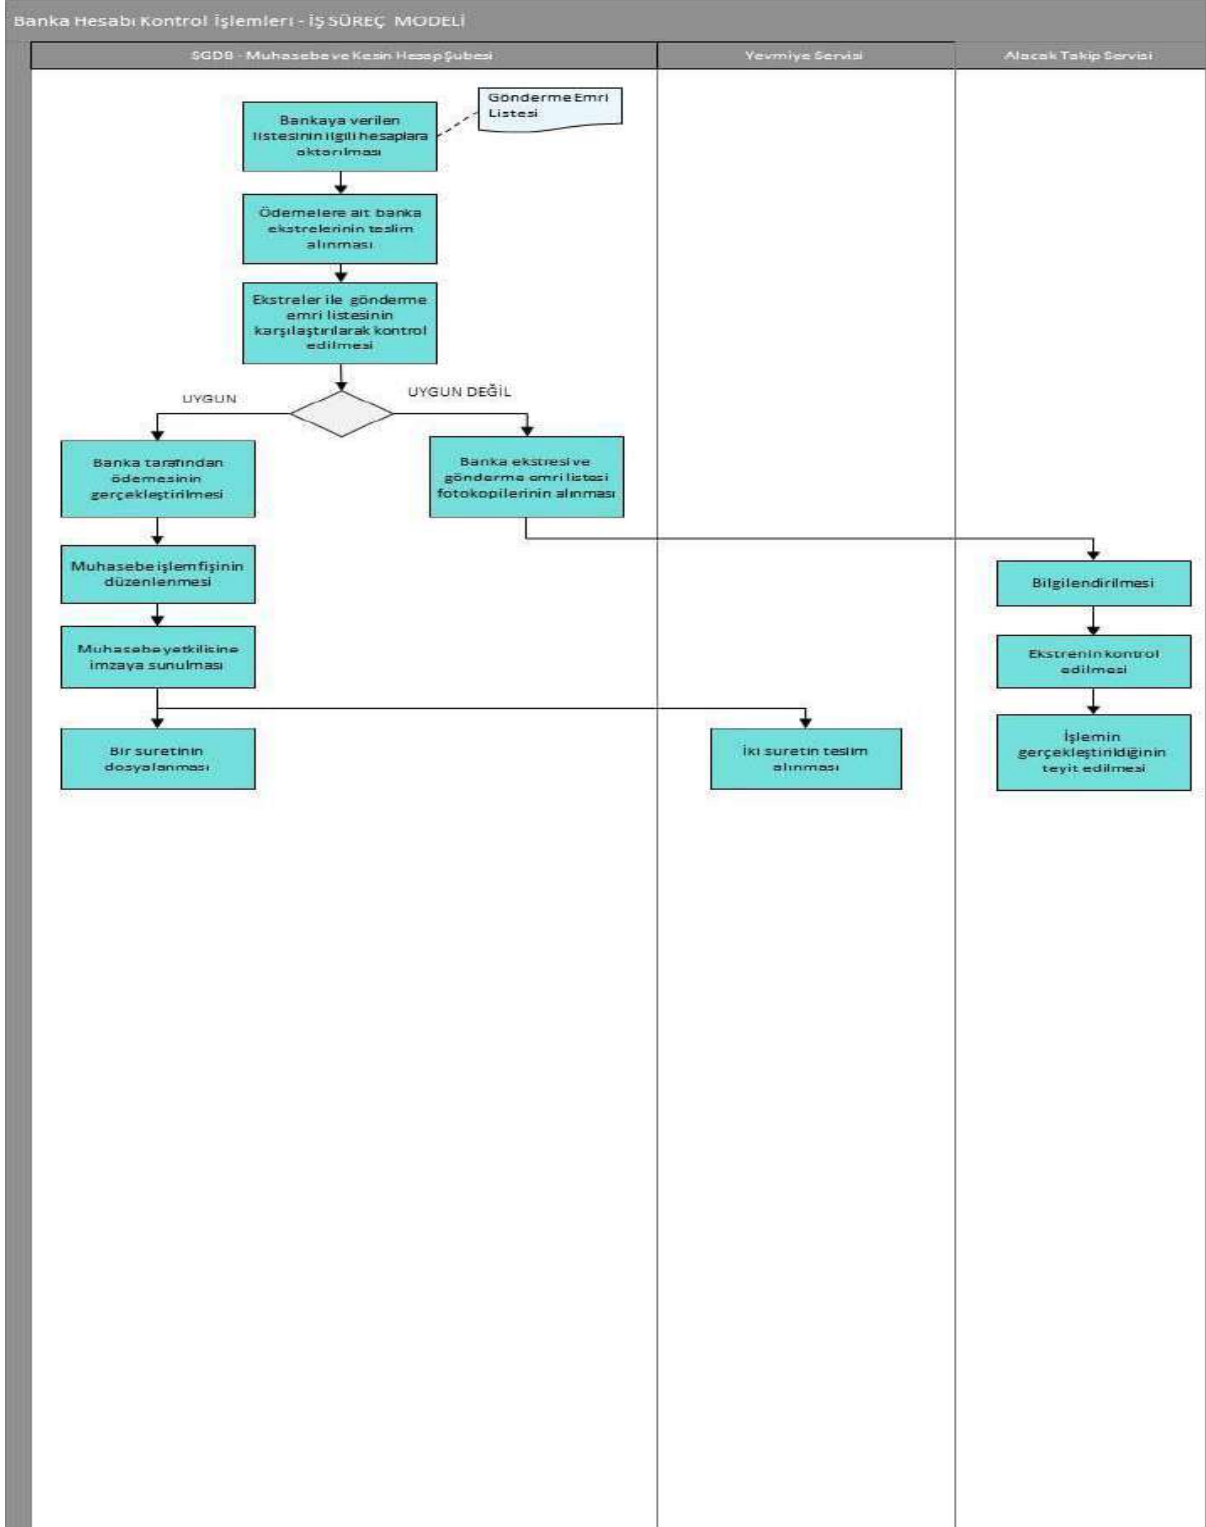 Banka Hesabı Kontrol İşlemleri - İŞ SÜREÇ MODELİ
SGDB - Muhasebe ve Kesin Hesap Şubesi
Yevmiye Servisi
Alacak Takip Servisi
Gönderme Emri
Listesi
Bankaya verilen
listesinin ilgili hesaplara
aktarılması
Ödemelere ait banka
ekstrelerinin teslim
alınması
Ekstreler ile gönderme
emri listesinin
karşılaştırılarak kontrol
edilmesi
UYGUN
UYGUN DEĞİL
Banka tarafından
ödemesinin
gerçekleştirilmesi
Banka ekstresi ve
gönderme emri listesi
fotokopilerinin alınması
Muhasebe işlem fişinin
düzenlenmesi
Bilgilendirilmesi
Muhasebe yetkilisine
imzaya sunulması
Ekstrenin kontrol
edilmesi
Bir suretinin
dosyalanması
İki suretin teslim
alınması
İşlemin
gerçekleştirildiğinin
teyit edilmesi